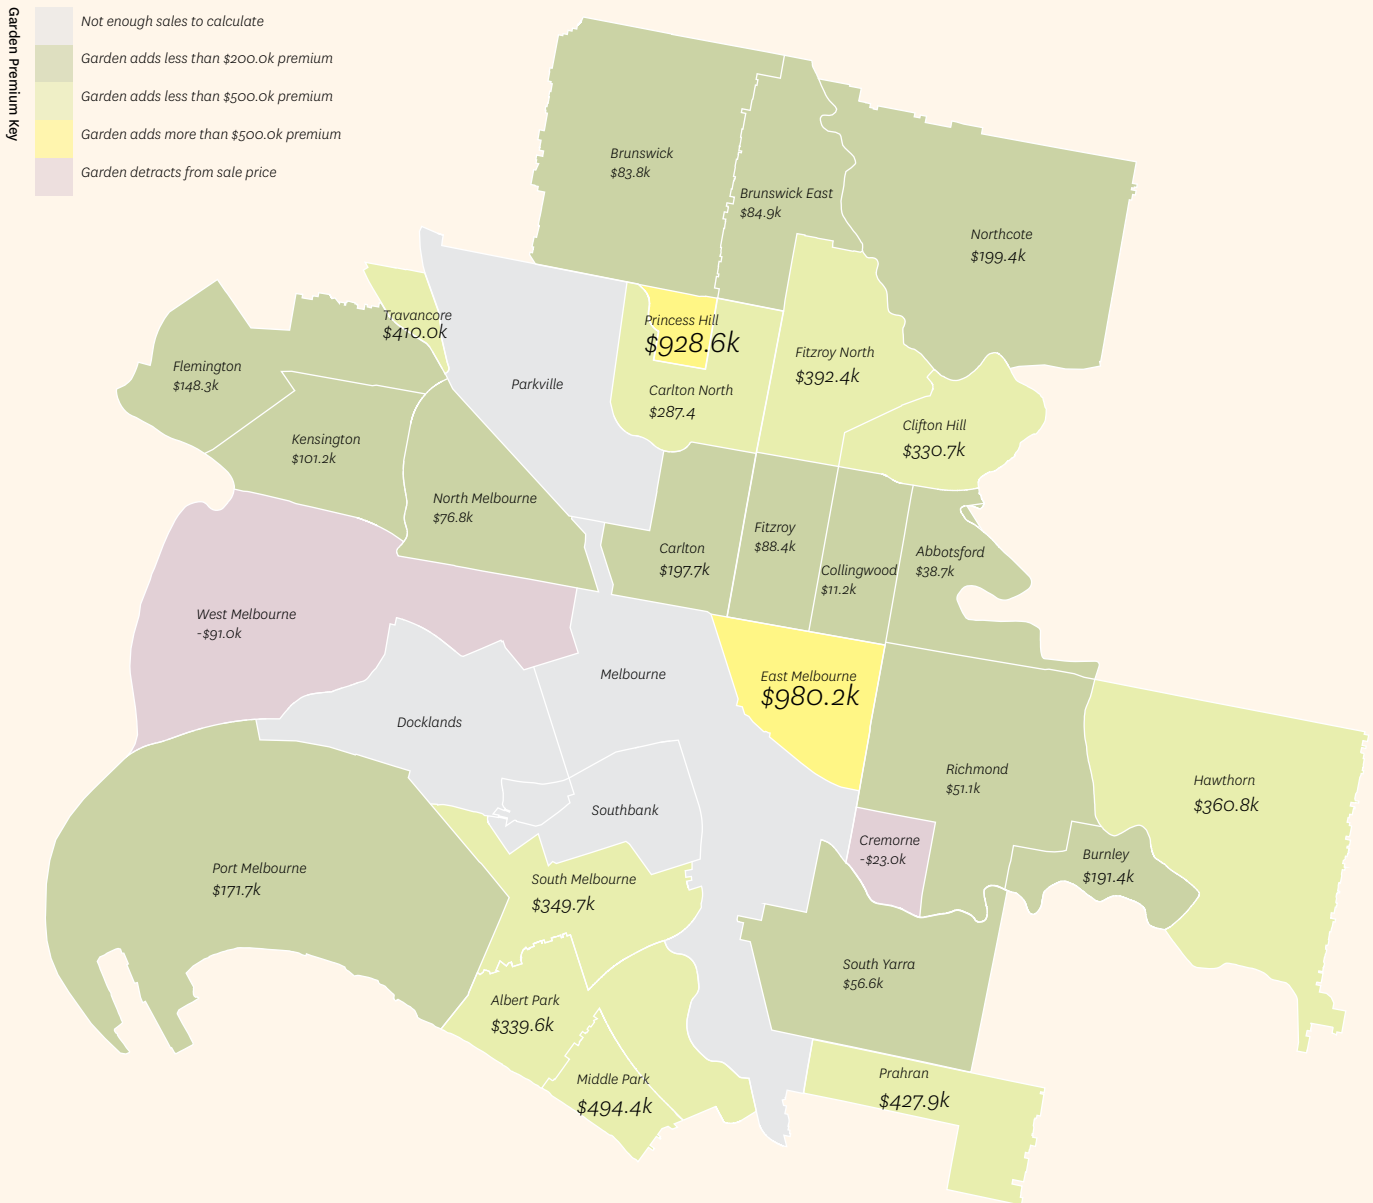 Garden Premium Key
Not enough sales to calculate
Garden adds less than $200.0k premium
Garden adds less than $500.0k premium
Garden adds more than $500.0k premium
Garden detracts from sale price
Brunswick
$83.8k
Brunswick East
$84.9k
Northcote
$199.4k
Travancore
$410.0k
Princess Hill
$928.6k
Flemington
$148.3k
Parkville
Carlton North
$287.4
Fitzroy North
$392.4k
Clifton Hill
$330.7k
Kensington
$101.2k
North Melbourne
$76.8k
Carlton
$197.7k
Fitzroy
$88.4k
Collingwood
$11.2k
Abbotsford
$38.7k
West Melbourne
-$91.0k
Melbourne
East Melbourne
$980.2k
Docklands
Richmond
$51.1k
Hawthorn
$360.8k
Southbank
Cremorne
-$23.0k
Burnley
$191.4k
Port Melbourne
$171.7k
South Melbourne
$349.7k
South Yarra
$56.6k
Albert Park
$339.6k
Middle Park
$494.4k
Prahran
$427.9k